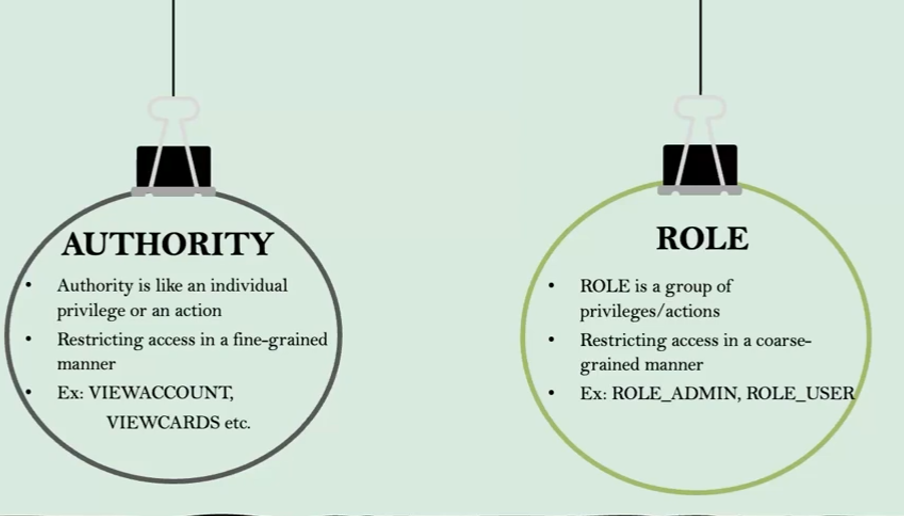 AUTHORITY
• Authority is like an individual
privilege or an action
• Restricting access in a fine-grained
manner
• Ex: VIEWACCOUNT,
VIEWCARDS etc.
ROLE
• ROLE is a group of
privileges/actions
• Restricting access in a coarse-
grained manner
• Ex: ROLE_ADMIN, ROLE_USER